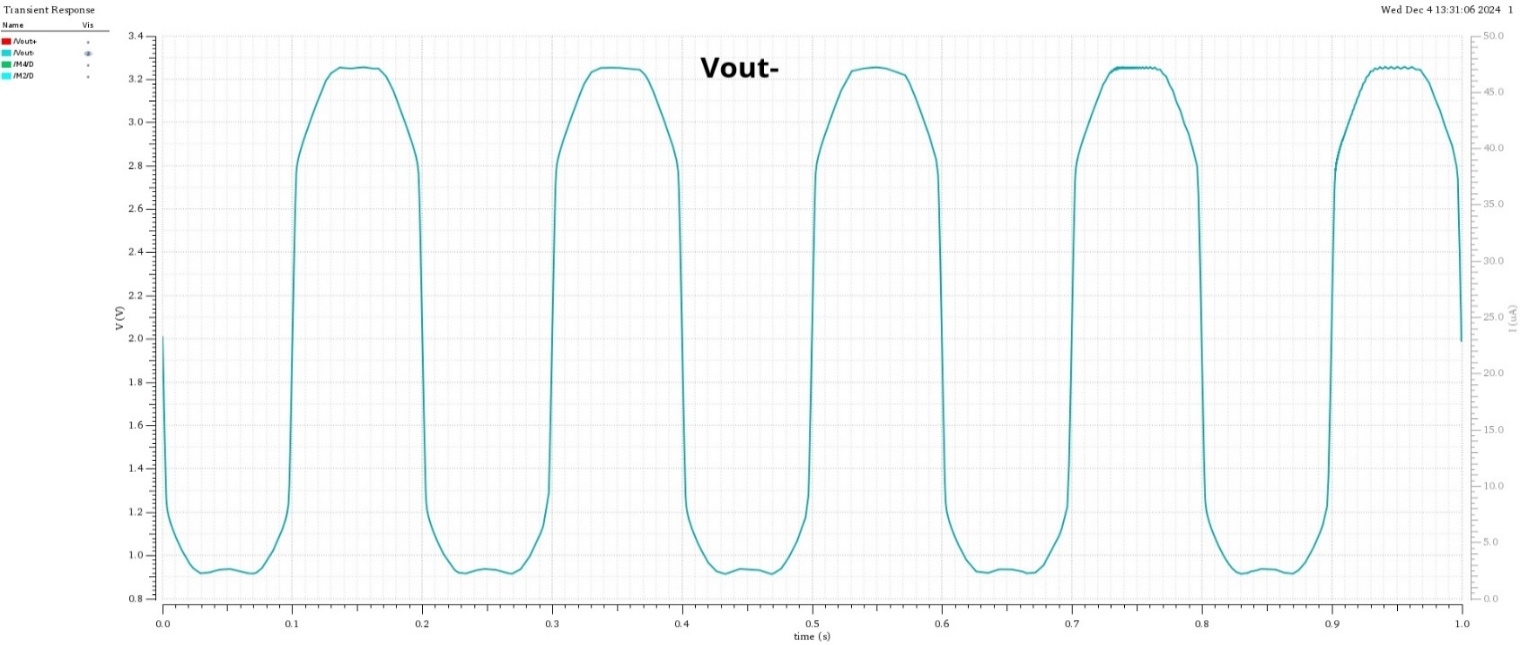 Transient Response
Wed Dec 4 13:31:06 2024 1
Name Vis
/Vout+
/Vout-
/M4/D
/M2/D
Vout-
3.4
3.2
3.0
2.8
2.6
2.4
2.2
2.0
1.8
1.6
1.4
1.2
1.0
0.8
V (V)
50.0
45.0
40.0
35.0
30.0
25.0
20.0
15.0
10.0
5.0
0.0
I (uA)
0.0 0.1 0.2 0.3 0.4 0.5 0.6 0.7 0.8 0.9 1.0
time (s)